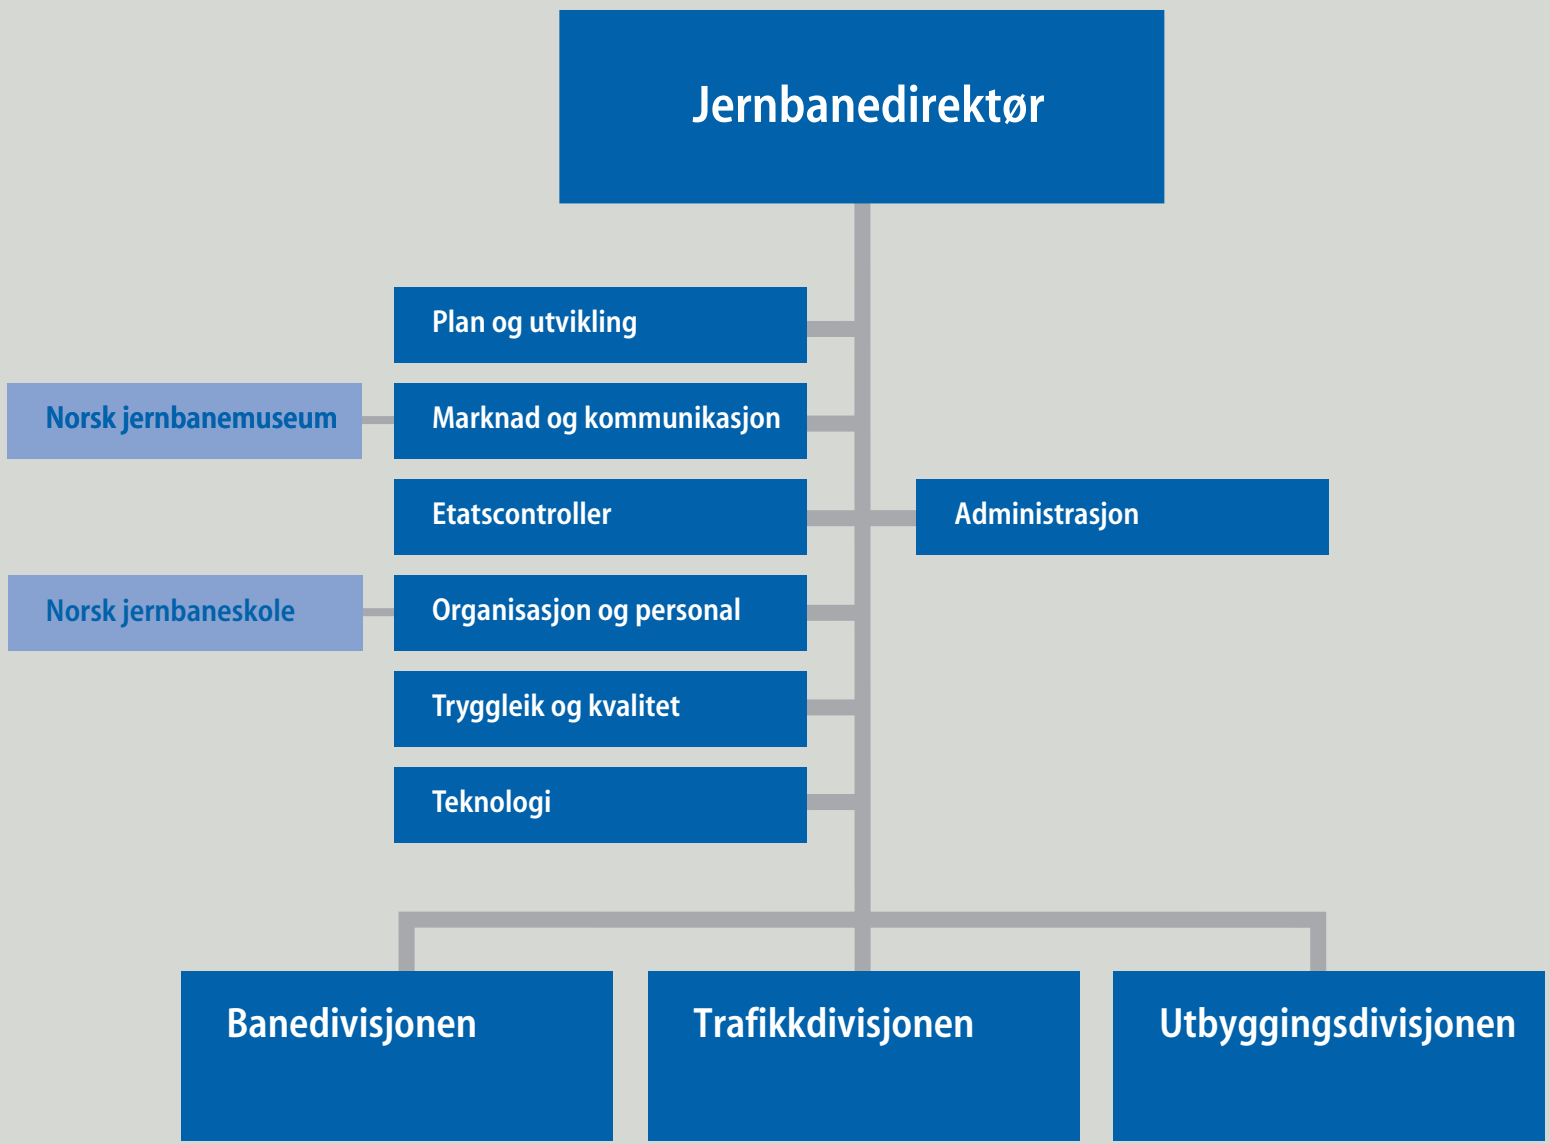 Jernbanedirektør
Plan og utvikling
Norsk jernbanemuseum
Marknad og kommunikasjon
Etatscontroller
Administrasjon
Norsk jernbaneskole
Organisasjon og personal
Tryggleik og kvalitet
Teknologi
Banedivisjonen
Trafikkdivisjonen
Utbyggingsdivisjonen